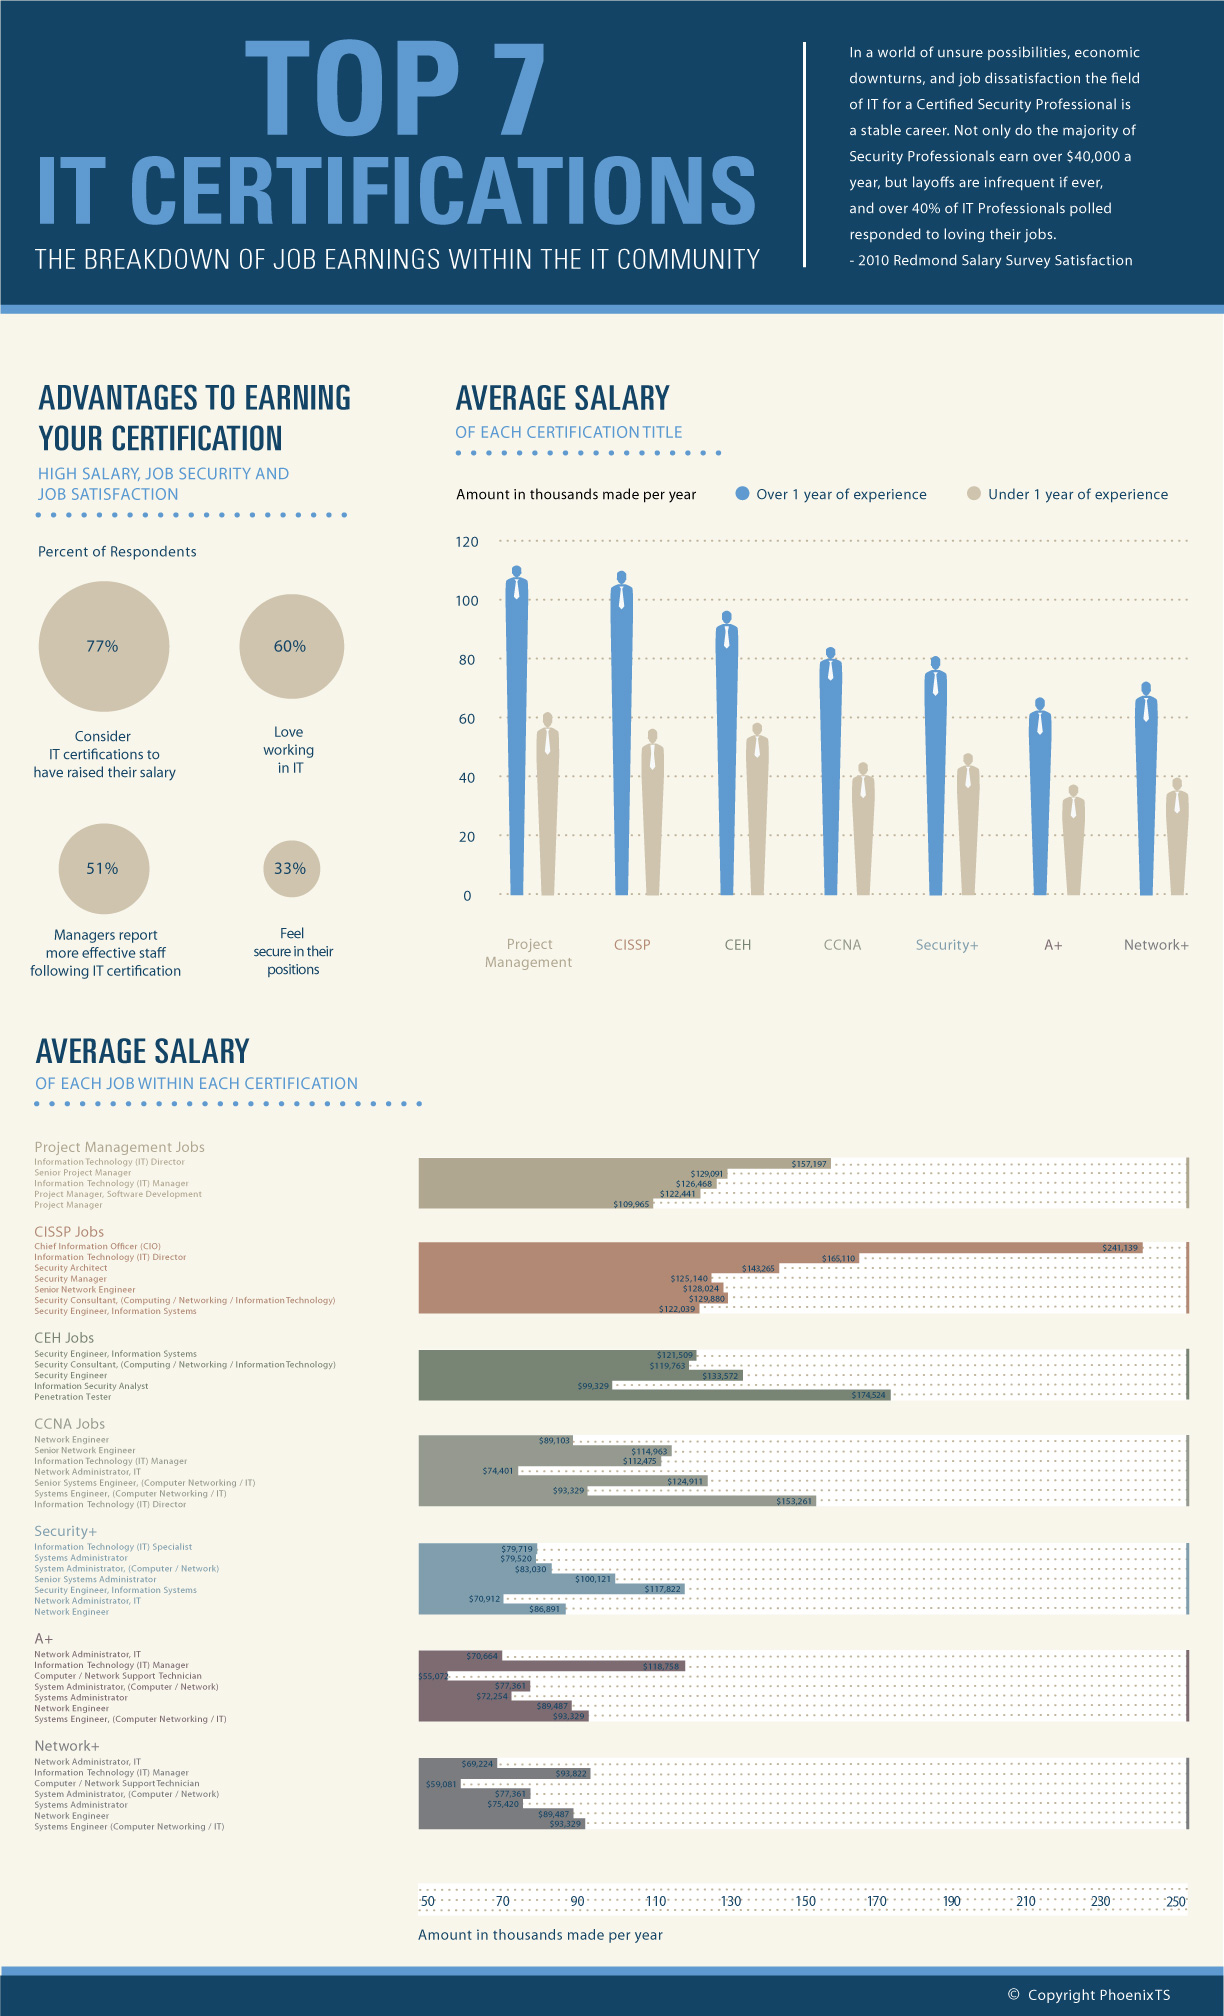 TOP 7
IT CERTIFICATIONS
THE BREAKDOWN OF JOB EARNINGS WITHIN THE IT COMMUNITY
In a world of unsure possibilities, economic
downturns, and job dissatisfaction the field
of IT for a Certified Security Professional is
a stable career. Not only do the majority of
Security Professionals earn over $40,000 a
year, but layoffs are infrequent if ever,
and over 40% of IT Professionals polled
responded to loving their jobs.
- 2010 Redmond Salary Survey Satisfaction
ADVANTAGES TO EARNING
YOUR CERTIFICATION
HIGH SALARY, JOB SECURITY AND
JOB SATISFACTION
Percent of Respondents
77%
Consider
IT certifications to
have raised their salary
60%
Love
working
in IT
51%
Managers report
more effective staff
following IT certification
33%
Feel
secure in their
positions
AVERAGE SALARY
OF EACH CERTIFICATION TITLE
Amount in thousands made per year
Over 1 year of experience
Under 1 year of experience
120
100
80
60
40
20
0
Project
Management
CISSP
CEH
CCNA
Security+
A+
Network+
AVERAGE SALARY
OF EACH JOB WITHIN EACH CERTIFICATION
Project Management Jobs
Information Technology (IT) Director
$157,197
Senior Project Manager
$129,091
Information Technology (IT) Manager
$126,468
Project Manager, Software Development
$122,441
Project Manager
$109,965
CISSP Jobs
Chief Information Officer (CIO)
$241,139
Information Technology (IT) Director
$165,110
Security Architect
$143,265
Security Manager
$125,140
Senior Network Engineer
$128,024
Security Consultant, (Computing / Networking / Information Technology)
$129,880
Security Engineer, Information Systems
$122,039
CEH Jobs
Security Engineer, Information Systems
$121,509
Security Consultant, (Computing / Networking / Information Technology)
$119,763
Security Engineer
$133,572
Information Security Analyst
$99,329
Penetration Tester
$174,524
CCNA Jobs
Network Engineer
$89,103
Senior Network Engineer
$114,963
Information Technology (IT) Manager
$112,475
Network Administrator, IT
$74,401
Senior Systems Engineer, (Computer Networking / IT)
$124,911
Systems Engineer, (Computer Networking / IT)
$93,329
Information Technology (IT) Director
$153,261
Security+
Information Technology (IT) Specialist
$79,719
Systems Administrator
$79,520
System Administrator, (Computer / Network)
$83,030
Senior Systems Administrator
$100,121
Security Engineer, Information Systems
$117,822
Network Administrator, IT
$70,912
Network Engineer
$86,891
A+
Network Administrator, IT
$70,664
Information Technology (IT) Manager
$118,758
Computer / Network Support Technician
$55,072
System Administrator, (Computer / Network)
$77,361
Systems Administrator
$72,254
Network Engineer
$89,487
Systems Engineer, (Computer Networking / IT)
$93,329
Network+
Network Administrator, IT
$69,224
Information Technology (IT) Manager
$93,822
Computer / Network Support Technician
$59,081
System Administrator, (Computer / Network)
$77,361
Systems Administrator
$75,420
Network Engineer
$89,487
Systems Engineer (Computer Networking / IT)
$93,329
50 70 90 110 130 150 170 190 210 230 250
Amount in thousands made per year
© Copyright PhoenixTS